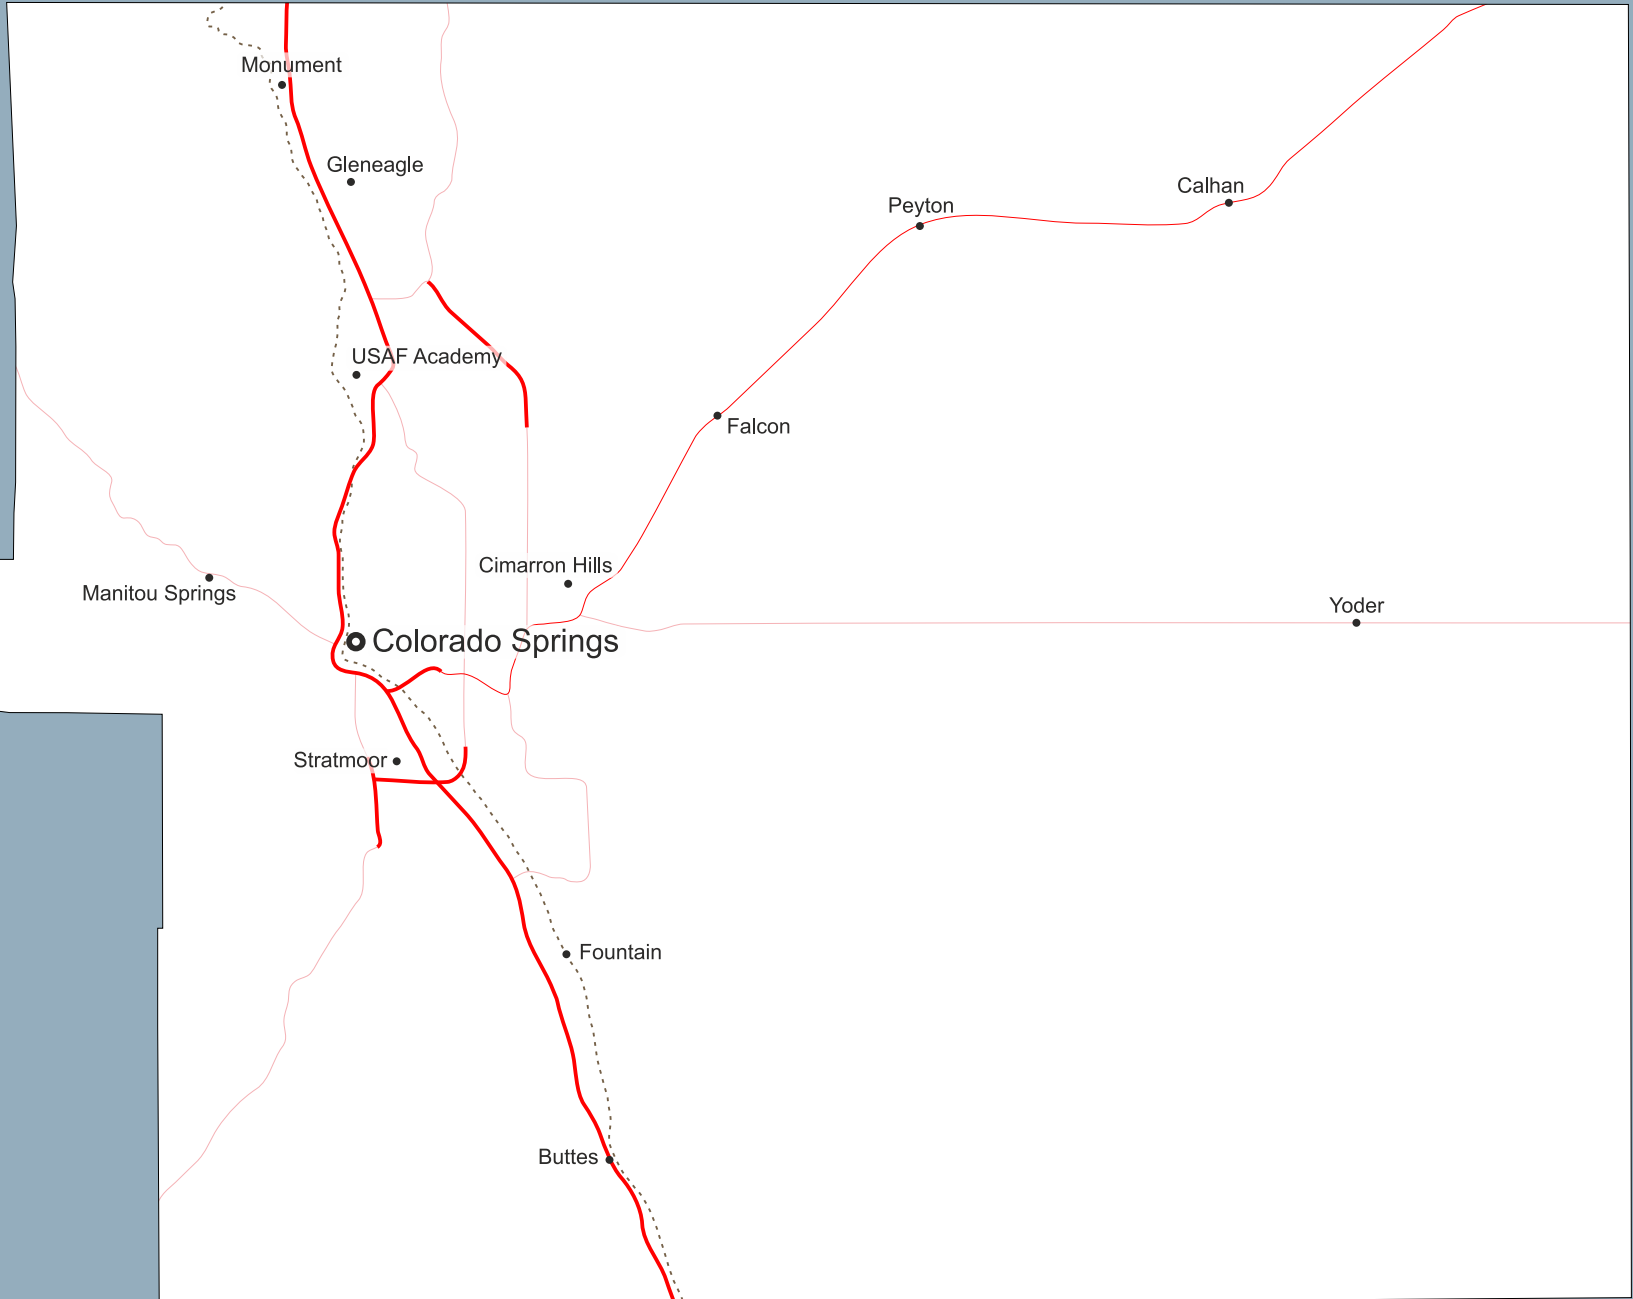 Monument
Gleneagle
Calhan
Peyton
USAF Academy
Falcon
Cimarron Hills
Manitou Springs
Yoder
Colorado Springs
Stratmoor
Fountain
Buttes